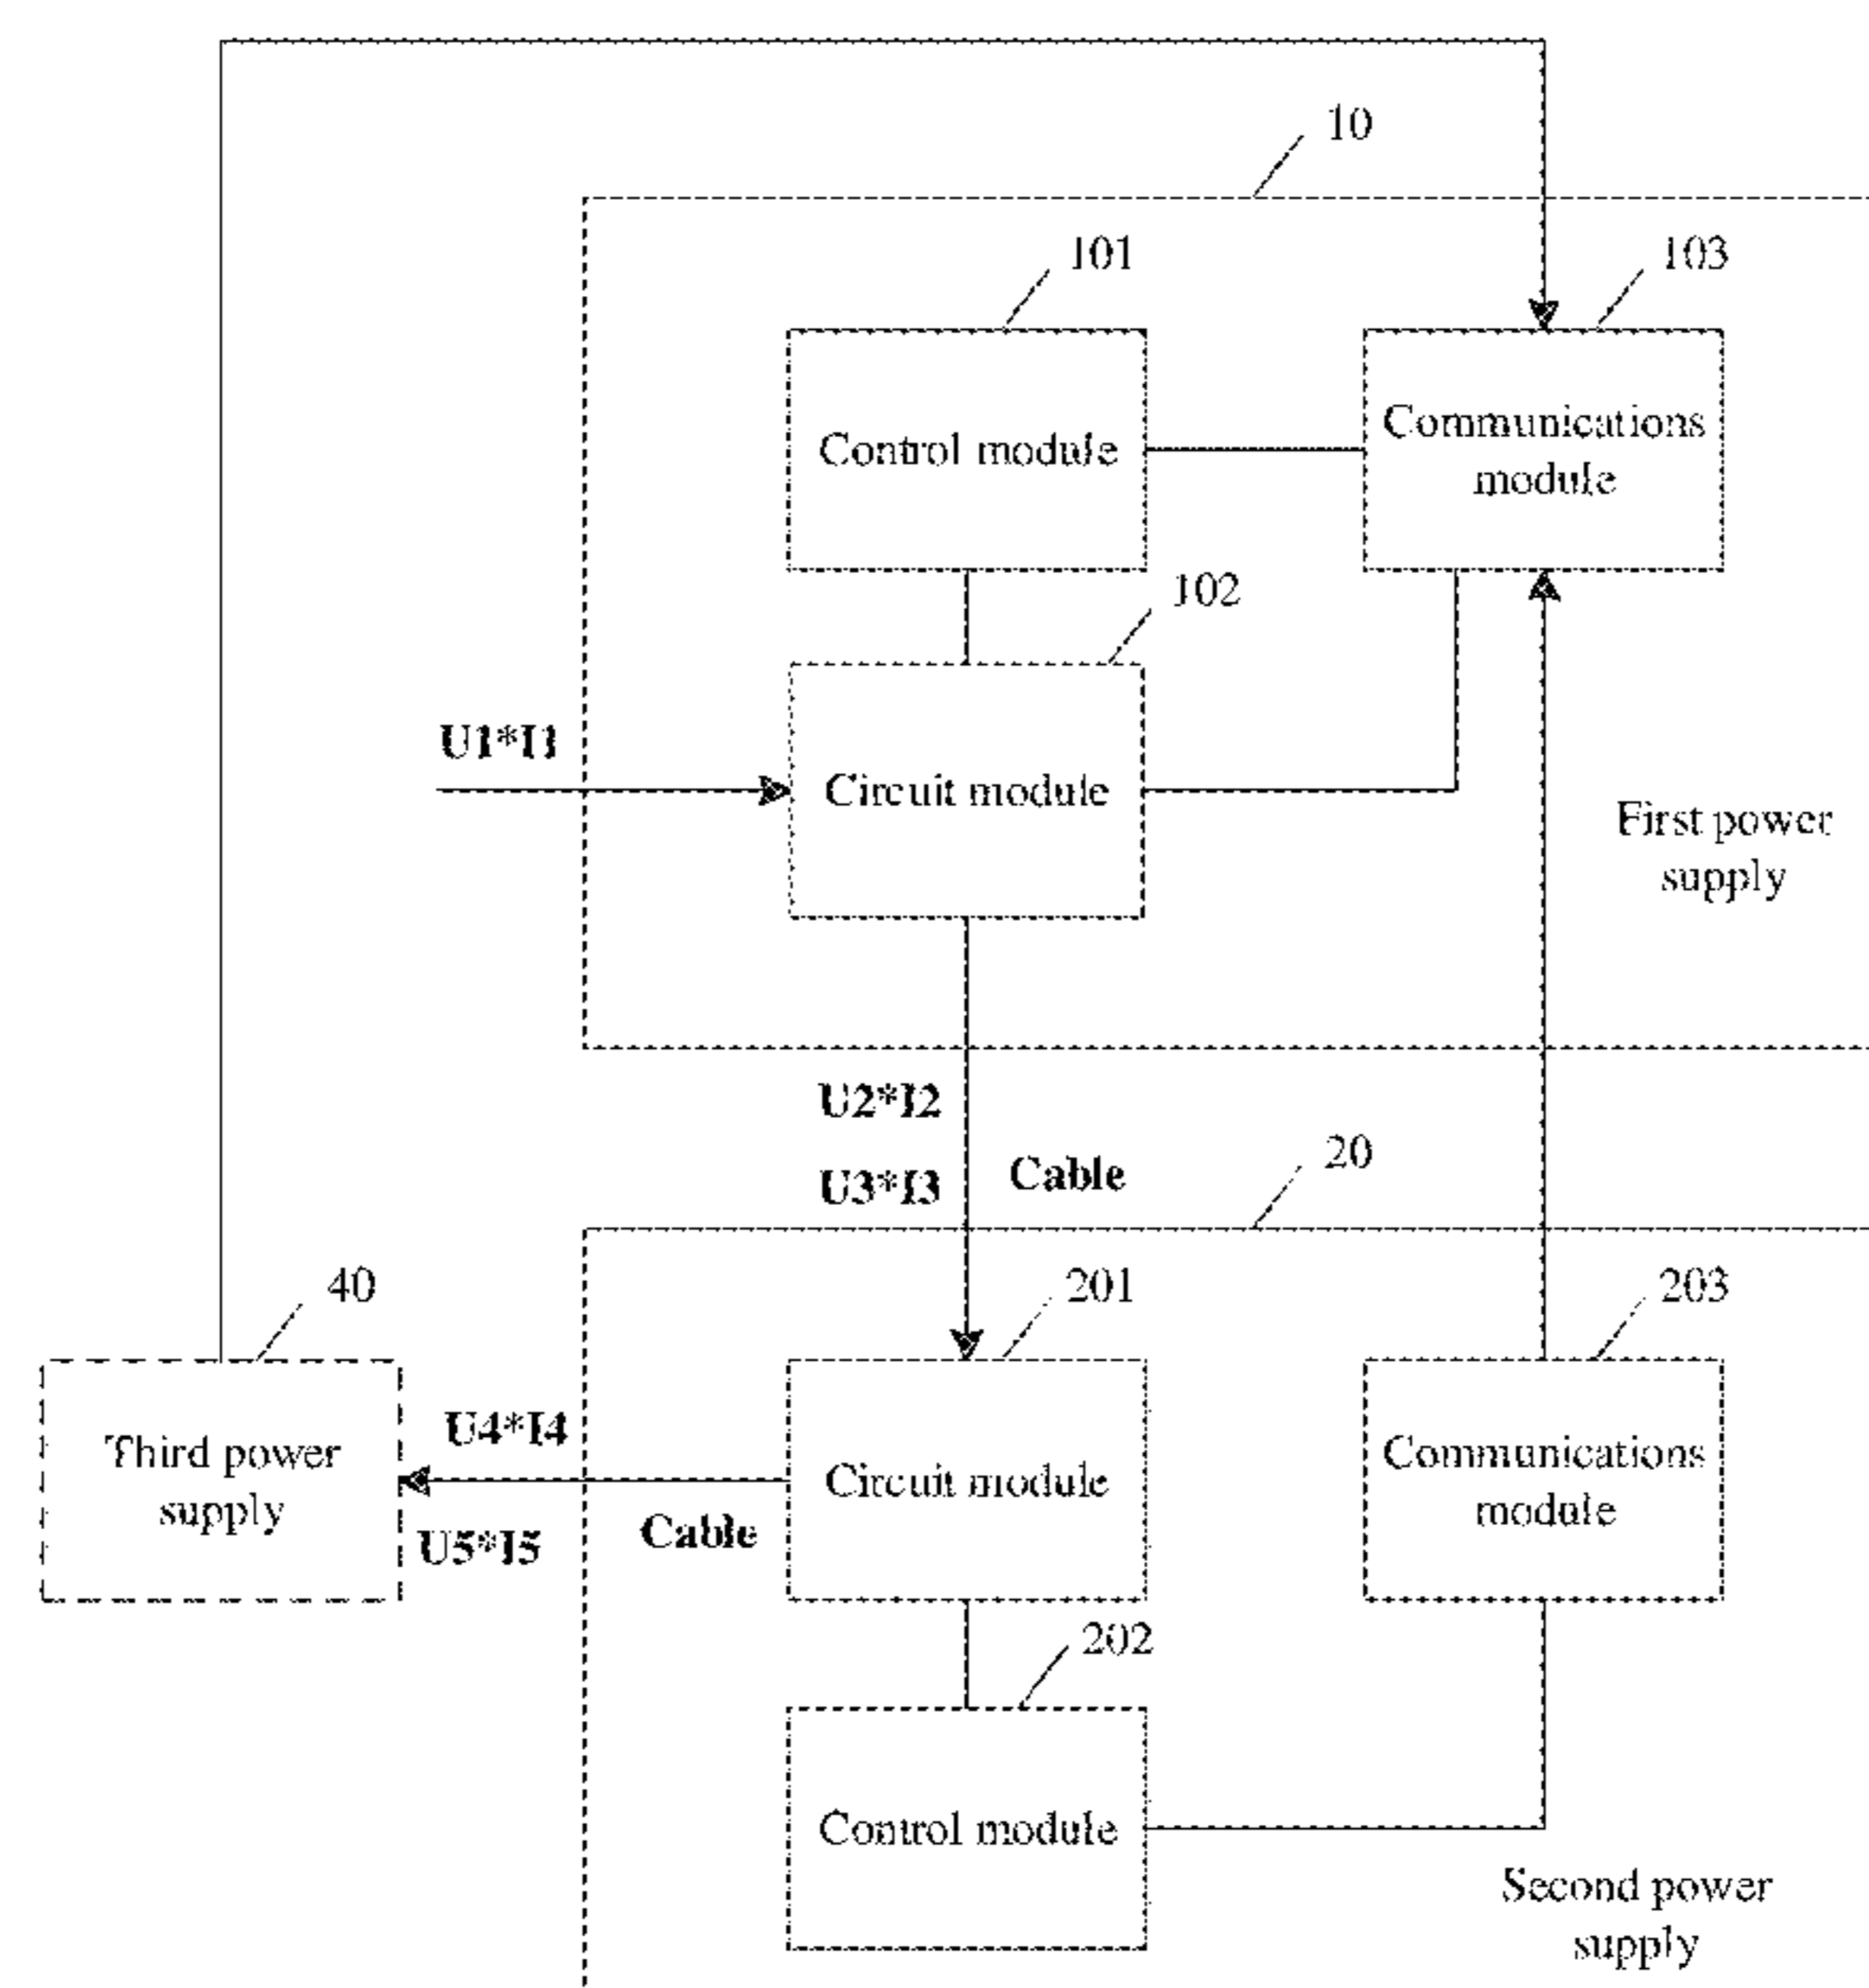 10
101
103
Control module
Communications
module
102
U1*I1
Circuit module
First power
supply
U2*I2
U3*I3
Cable
20
40
201
203
Third power
supply
U4*I4
U5*I5
Cable
Circuit module
Communications
module
202
Control module
Second power
supply